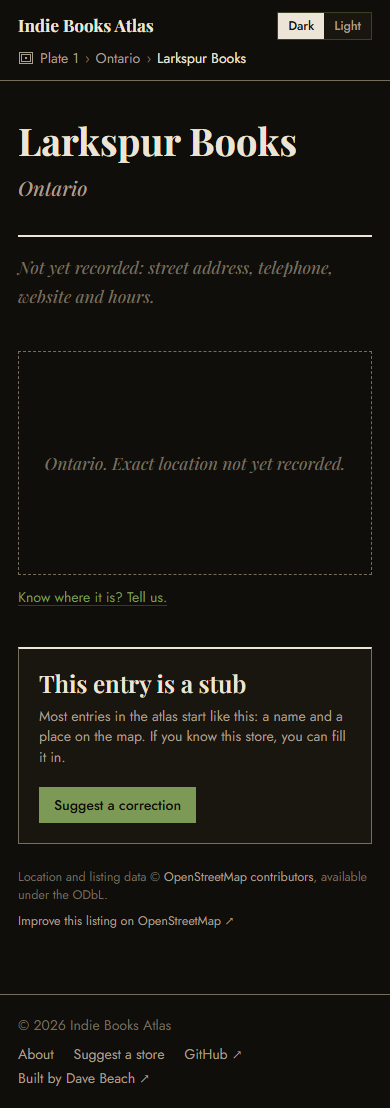 Indie Books Atlas
Dark Light
Plate 1 › Ontario › Larkspur Books
Larkspur Books
Ontario
Not yet recorded: street address, telephone,
website and hours.
Ontario. Exact location not yet recorded.
Know where it is? Tell us.
This entry is a stub
Most entries in the atlas start like this: a name and a
place on the map. If you know this store, you can fill
it in.
Suggest a correction
Location and listing data © OpenStreetMap contributors, available
under the ODbL.
Improve this listing on OpenStreetMap ↗
© 2026 Indie Books Atlas
About Suggest a store GitHub ↗
Built by Dave Beach ↗